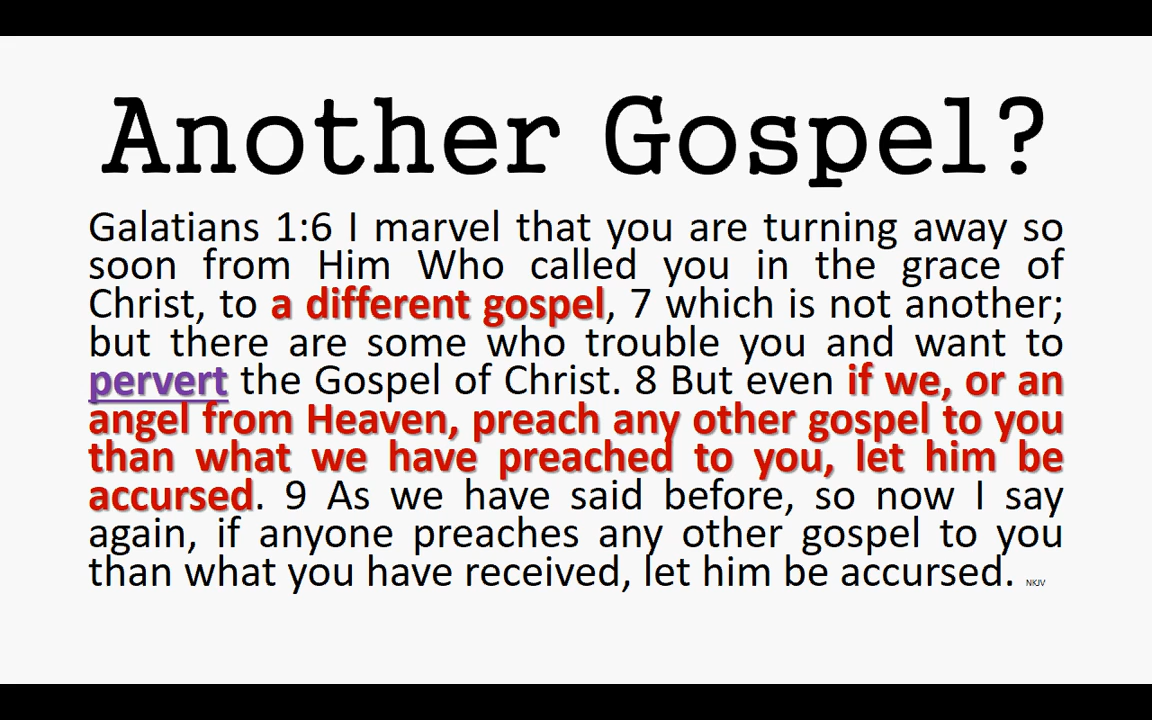 Another Gospel?
Galatians 1:6 I marvel that you are turning away so
soon from Him Who called you in the grace of
Christ, to a different gospel, 7 which is not another;
but there are some who trouble you and want to
pervert the Gospel of Christ. 8 But even if we, or an
angel from Heaven, preach any other gospel to you
than what we have preached to you, let him be
accursed. 9 As we have said before, so now I say
again, if anyone preaches any other gospel to you
than what you have received, let him be accursed. NKJV